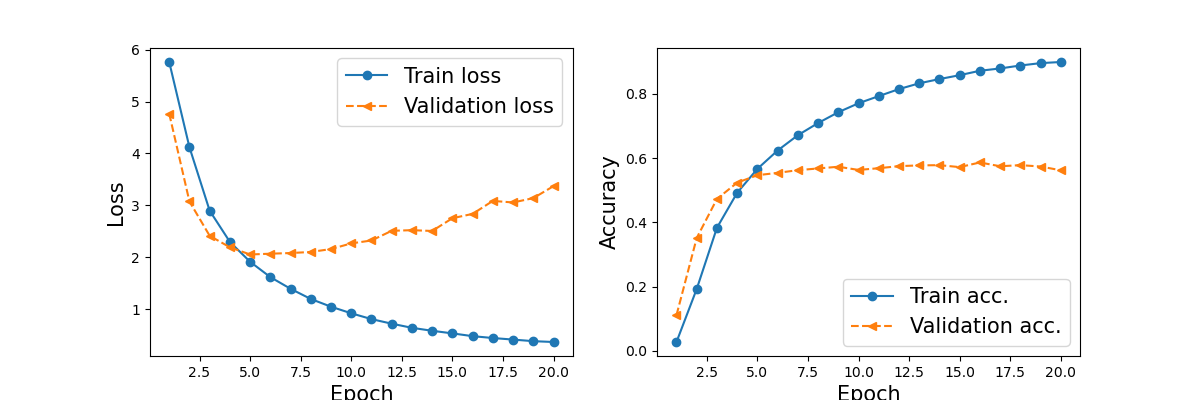 6
5
4
3
2
1
Loss
2.5 5.0 7.5 10.0 12.5 15.0 17.5 20.0
Epoch
Train loss
Validation loss
0.8
0.6
0.4
0.2
0.0
Accuracy
2.5 5.0 7.5 10.0 12.5 15.0 17.5 20.0
Epoch
Train acc.
Validation acc.